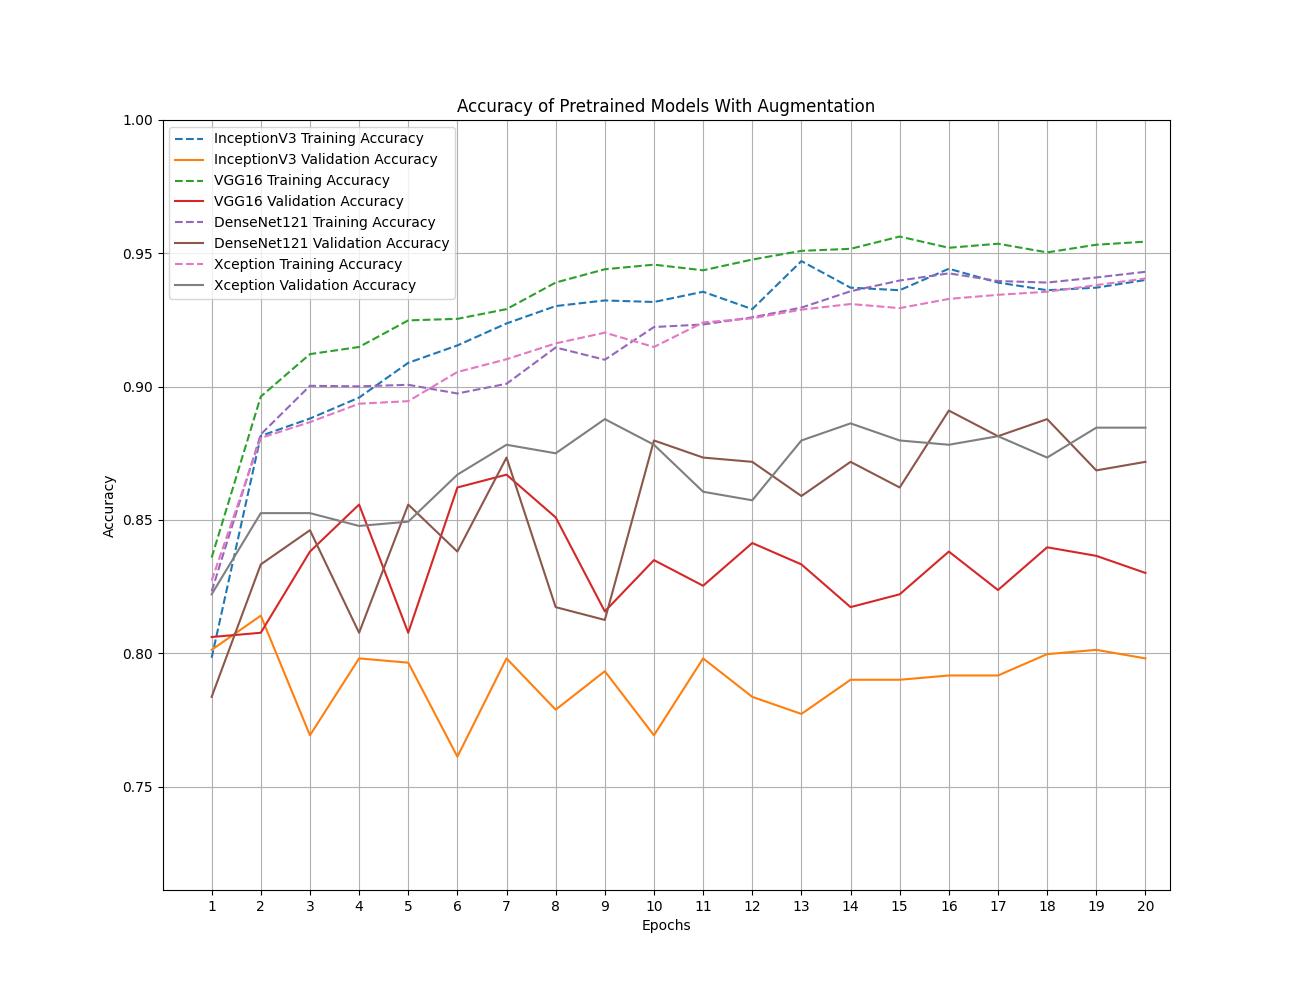 Accuracy of Pretrained Models With Augmentation
1.00
0.95
0.90
0.85
0.80
0.75
Accuracy
InceptionV3 Training Accuracy
InceptionV3 Validation Accuracy
VGG16 Training Accuracy
VGG16 Validation Accuracy
DenseNet121 Training Accuracy
DenseNet121 Validation Accuracy
Xception Training Accuracy
Xception Validation Accuracy
1 2 3 4 5 6 7 8 9 10 11 12 13 14 15 16 17 18 19 20
Epochs